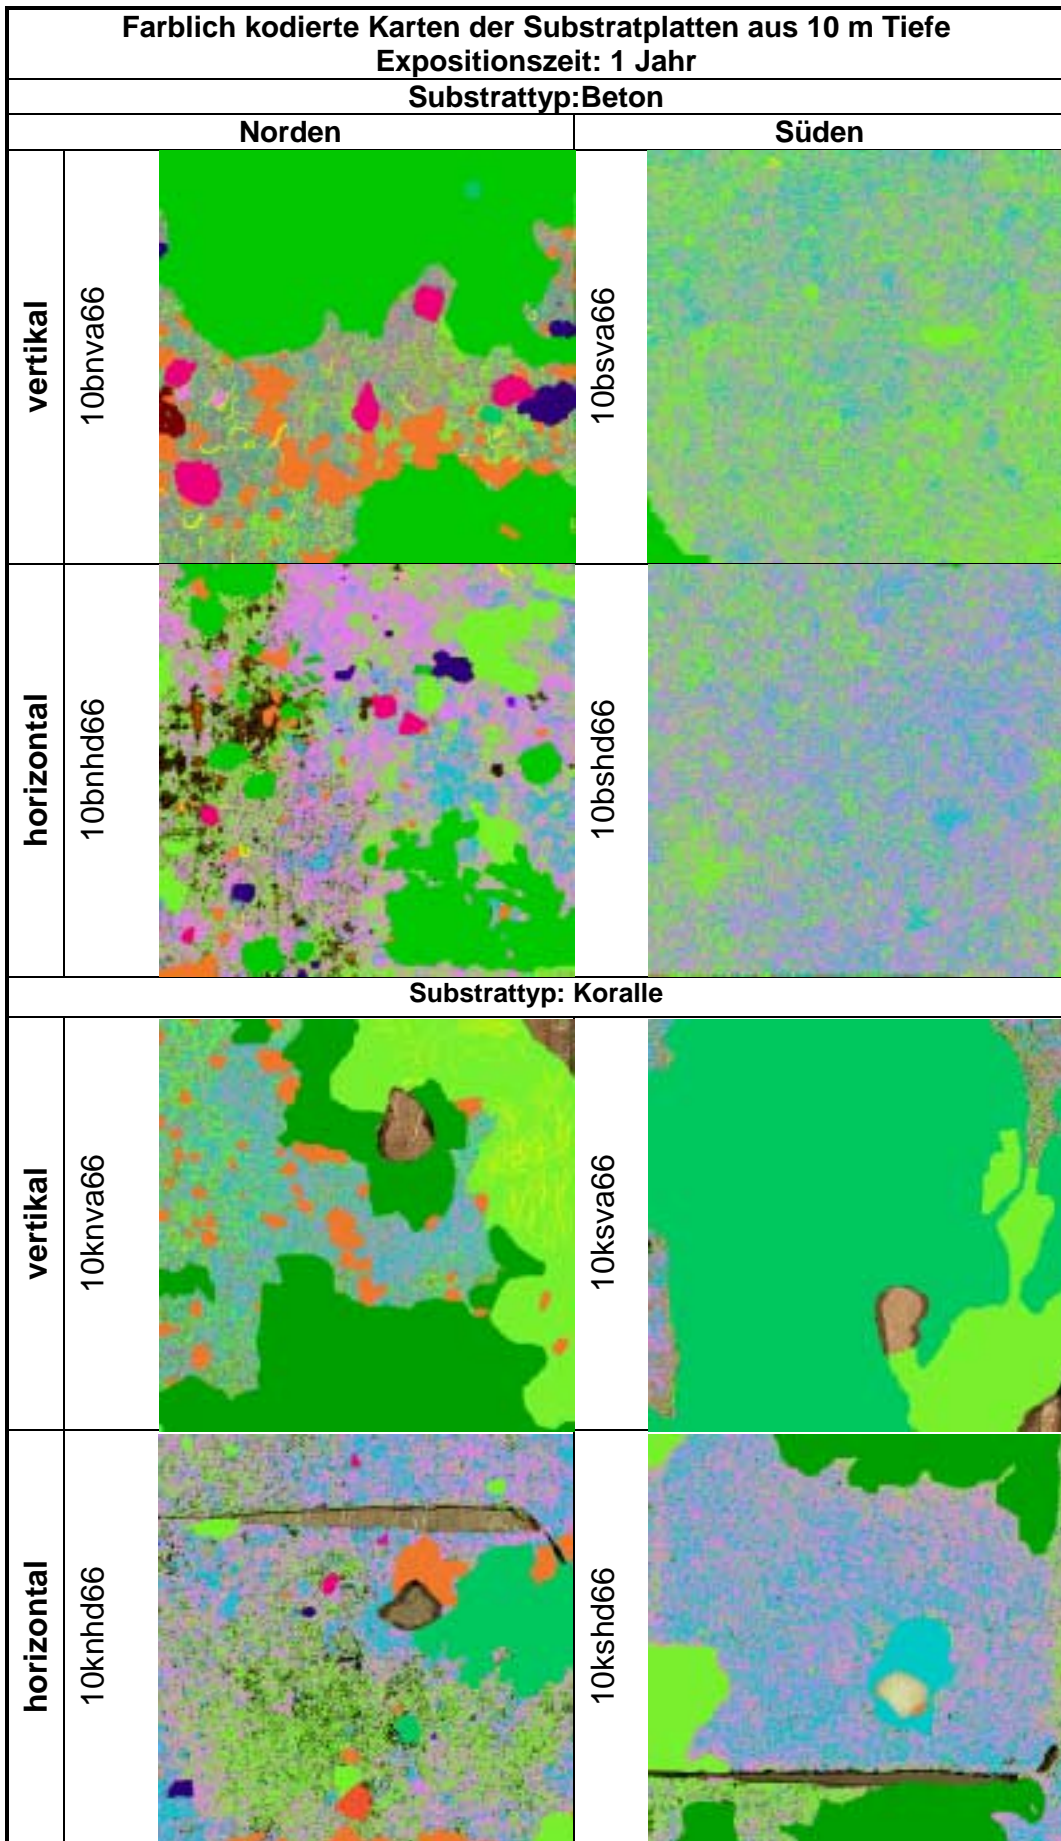 Farblich kodierte Karten der Substratplatten aus 10 m Tiefe
Expositionszeit: 1 Jahr
Substrattyp:Beton
Norden
Süden
vertikal
10bnva66
10bsva66
horizontal
10bnhd66
10bshd66
Substrattyp: Koralle
vertikal
10knva66
10ksva66
horizontal
10knhd66
10kshd66